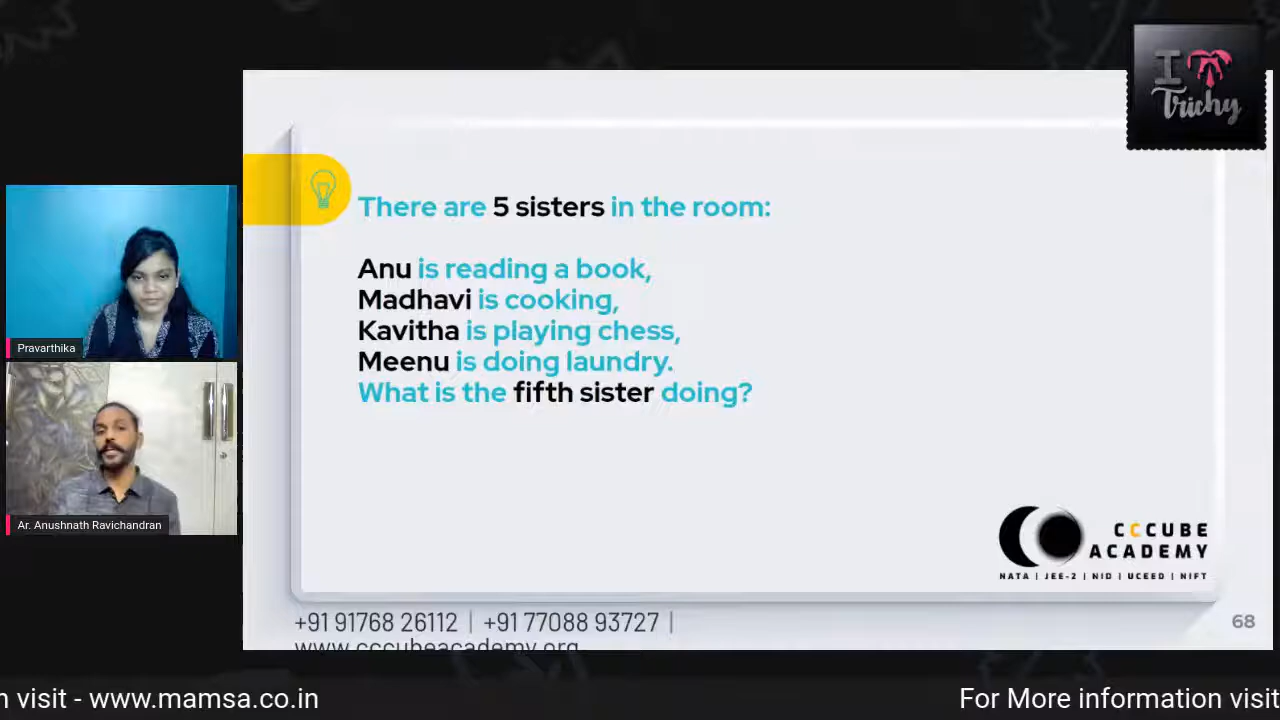 I
Trichy
There are 5 sisters in the room:
Anu is reading a book,
Madhavi is cooking,
Kavitha is playing chess,
Meenu is doing laundry.
What is the fifth sister doing?
Pravarthika
Ar. Anushnath Ravichandran
CCCUBE
ACADEMY
NATA | JEE-2 | NID | UCEED | NIFT
+91 91768 26112 | +91 77088 93727 |
www.cccubeacademy.org
68
n visit - www.mamsa.co.in
For More information visit